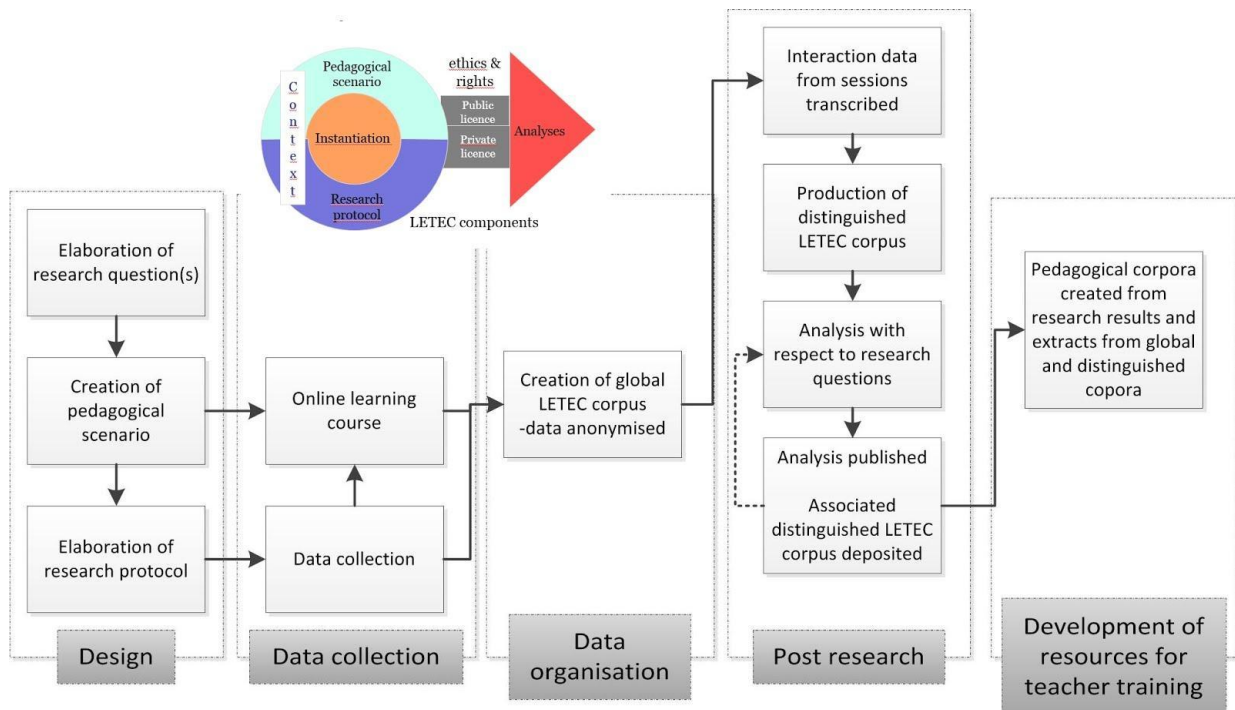 Pedagogical
scenario
Context
Instantiation
Research
protocol
ethics &
rights
Public
licence
Private
licence
Analyses
LETEC components
Elaboration of
research question(s)
Creation of
pedagogical
scenario
Elaboration of
research protocol
Design
Online learning
course
Data collection
Data collection
Creation of global
LETEC corpus
-data anonymised
Data
organisation
Interaction data
from sessions
transcribed
Production of
distinguished
LETEC corpus
Analysis with
respect to research
questions
Analysis published
Associated
distinguished LETEC
corpus deposited
Post research
Pedagogical corpora
created from
research results and
extracts from global
and distinguished
copora
Development of
resources for
teacher training